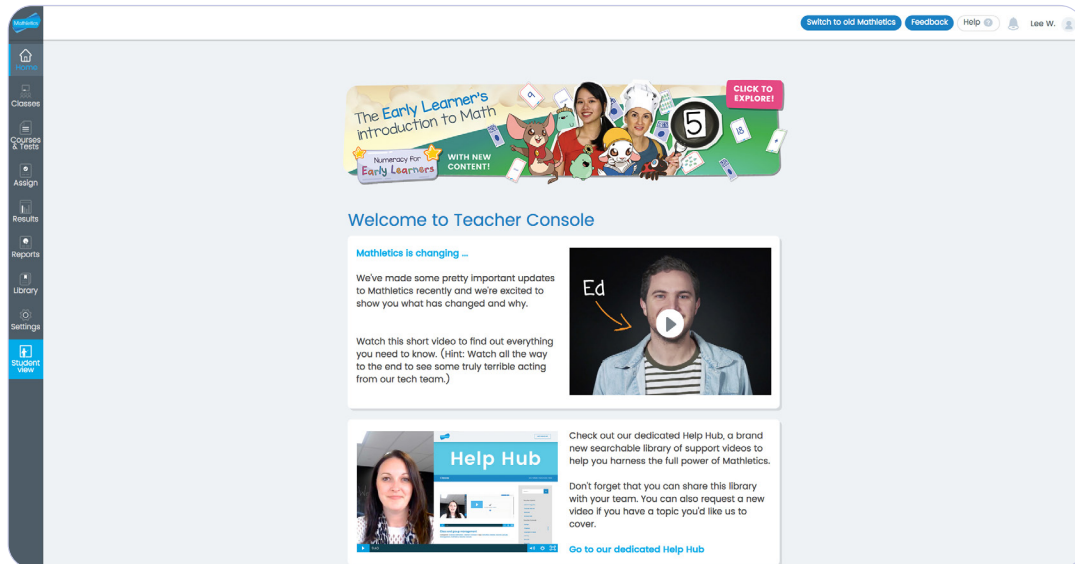 Mathletics
Switch to old Mathletics
Feedback
Help
Lee W.
Home
Classes
Courses
& Tests
Assign
Results
Reports
Library
Settings
Student
view
The Early Learner's
introduction to Math
Numeracy For
Early Learners
WITH NEW
CONTENT!
CLICK TO
EXPLORE!
5
18
Welcome to Teacher Console
Mathletics is changing ...
We've made some pretty important updates
to Mathletics recently and we're excited to
show you what has changed and why.
Watch this short video to find out everything
you need to know. (Hint: Watch all the way
to the end to see some truly terrible acting
from our tech team.)
Ed
Help Hub
Check out our dedicated Help Hub, a brand
new searchable library of support videos to
help you harness the full power of Mathletics.
Don't forget that you can share this library
with your team. You can also request a new
video if you have a topic you'd like us to
cover.
Go to our dedicated Help Hub